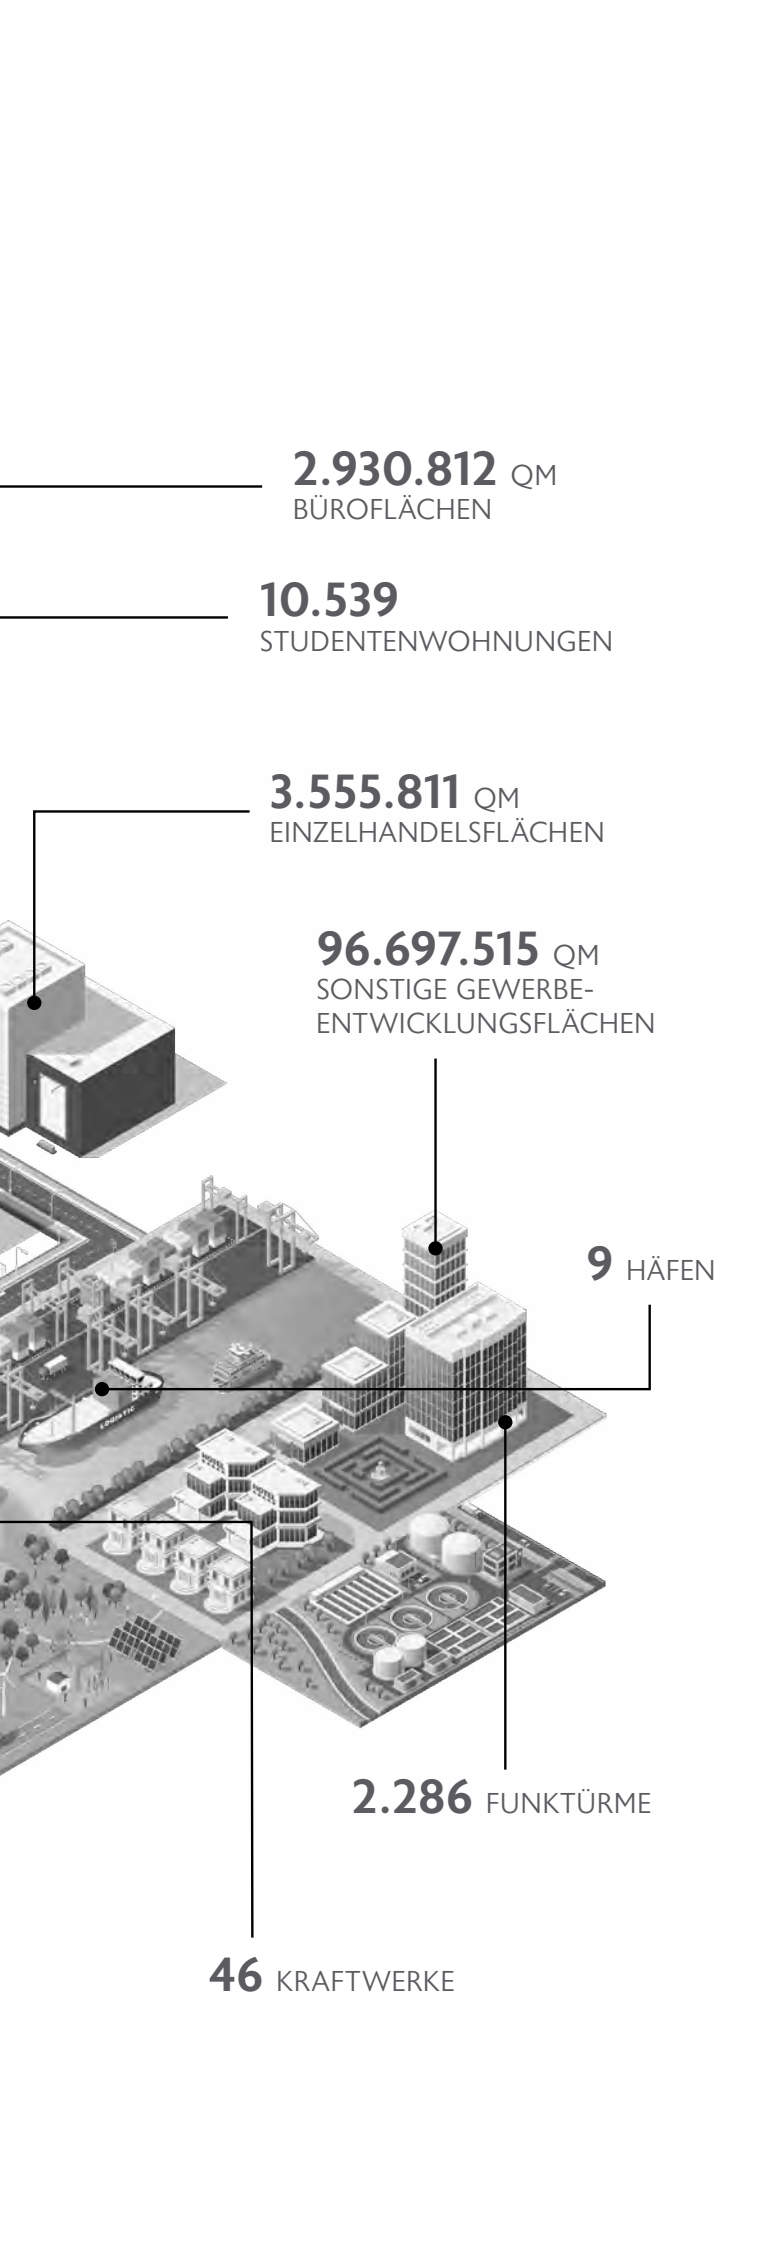 2.930.812 QM
BÜROFLÄCHEN
10.539
STUDENTENWOHNUNGEN
3.555.811 QM
EINZELHANDELSFLÄCHEN
96.697.515 QM
SONSTIGE GEWERBE-
ENTWICKLUNGSFLÄCHEN
9 HÄFEN
LOGISTIC
2.286 FUNKTÜRME
46 KRAFTWERKE